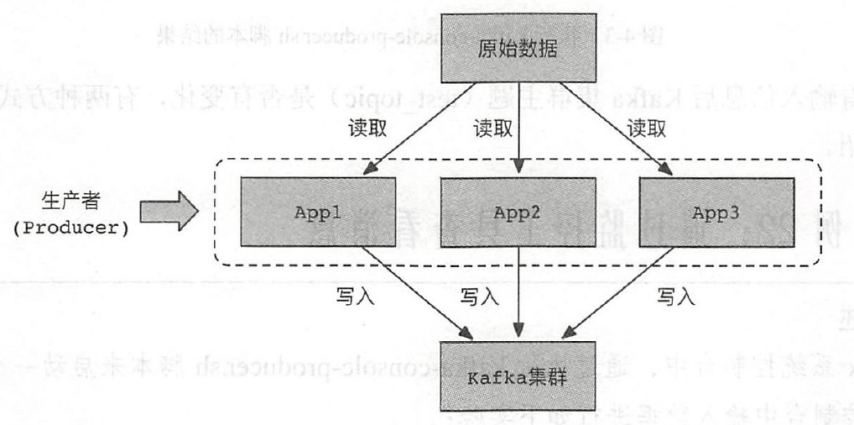 原始数据
读取
读取
读取
生产者
(Producer)
App1
App2
App3
写入
写入
写入
Kafka集群